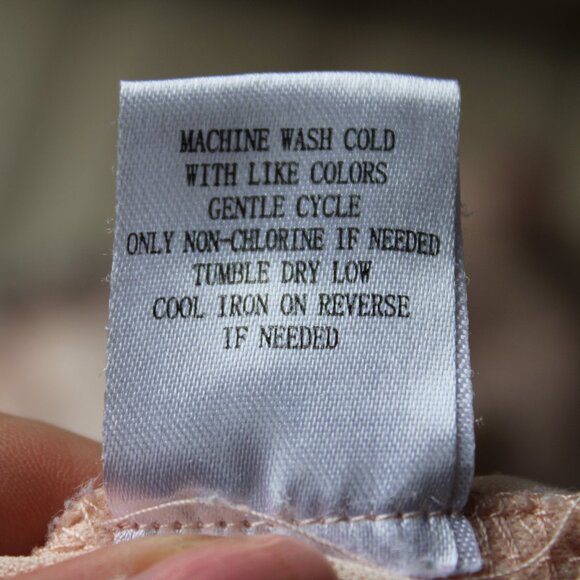 MACHINE WASH COLD
WITH LIKE COLORS
GENTLE CYCLE
ONLY NON-CHLORINE IF NEEDED
TUMBLE DRY LOW
COOL IRON ON REVERSE
IF NEEDED